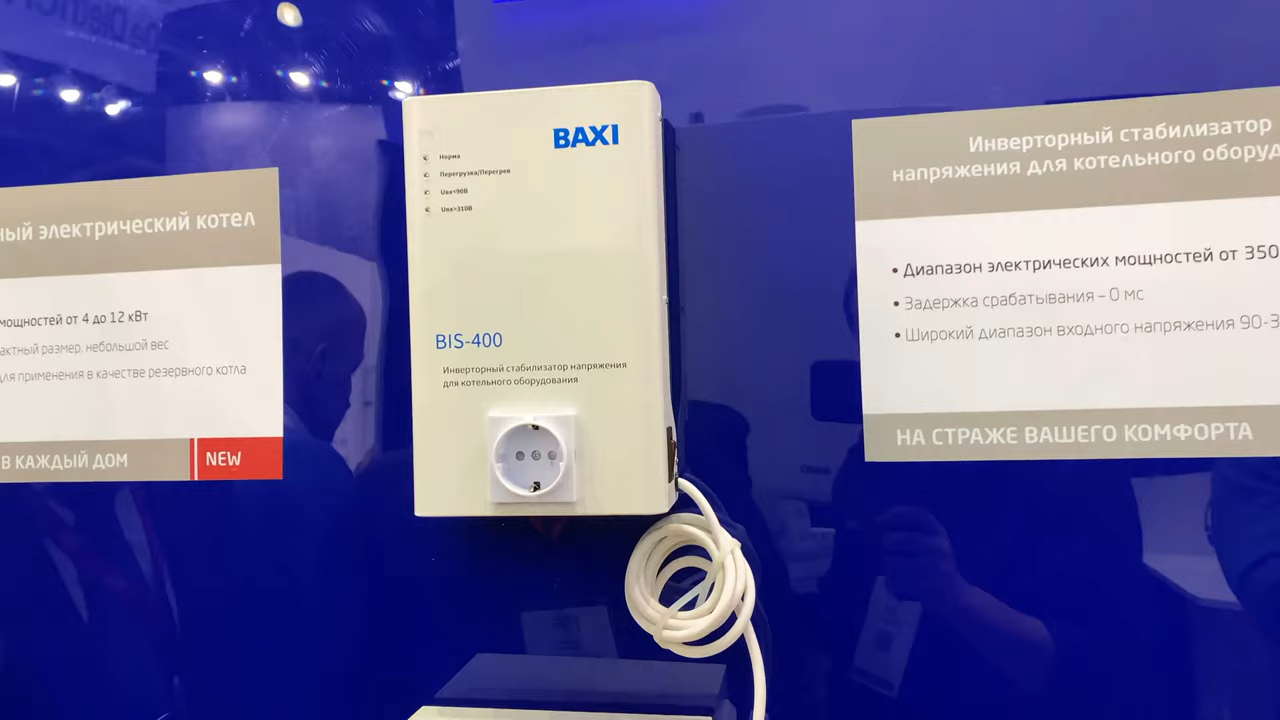 ный электрический котел
мощностей от 4 до 12 кВт
актный размер, небольшой вес
для применения в качестве резервного котла
В КАЖДЫЙ ДОМ
NEW
BAXI
Норма
Перегрузка/Перегрев
Uвх<90В
Uвх>310В
BIS-400
Инверторный стабилизатор напряжения
для котельного оборудования
Инверторный стабилизатор
напряжения для котельного оборуд
• Диапазон электрических мощностей от 350
• Задержка срабатывания – 0 мс
• Широкий диапазон входного напряжения 90-3
НА СТРАЖЕ ВАШЕГО КОМФОРТА